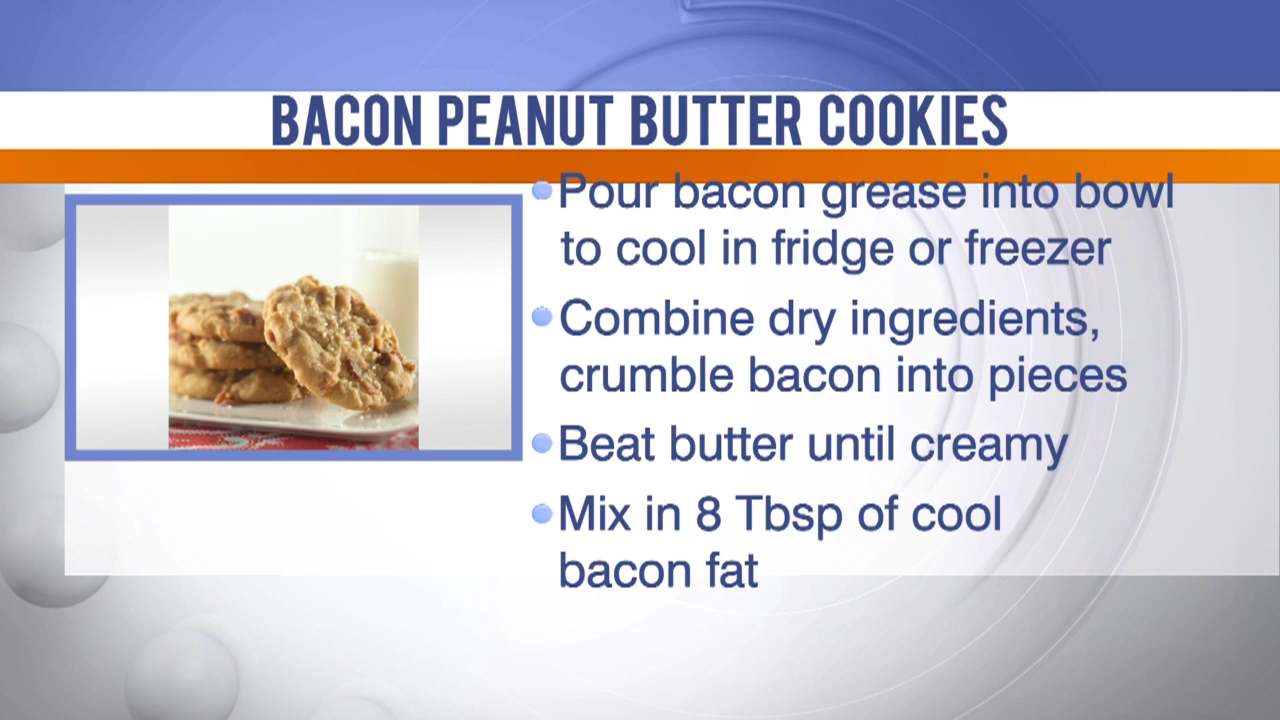 BACON PEANUT BUTTER COOKIES
Pour bacon grease into bowl
to cool in fridge or freezer
Combine dry ingredients,
crumble bacon into pieces
Beat butter until creamy
Mix in 8 Tbsp of cool
bacon fat